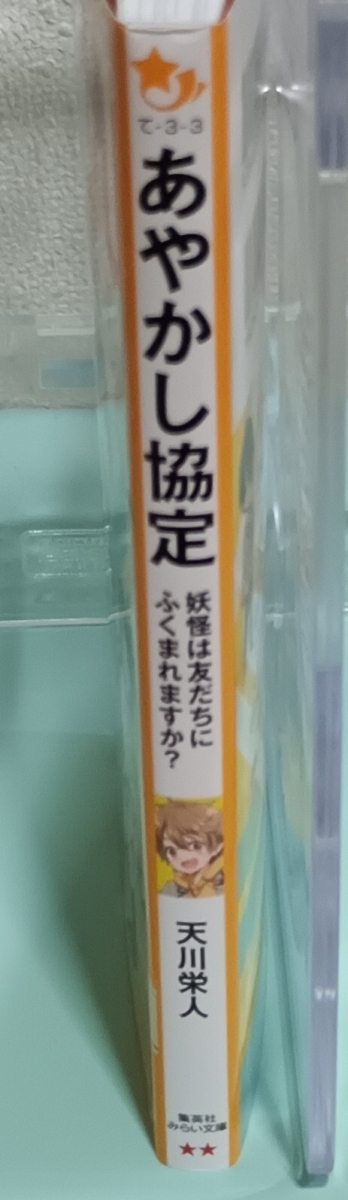 て-3-3
あやかし協定
妖怪は友だちに
ふくまれますか？
天川栄人
集英社
みらい文庫
★★